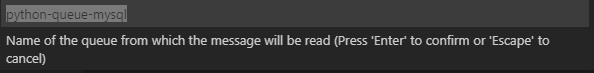 python-queue-mysql
Name of the queue from which the message will be read (Press 'Enter' to confirm or 'Escape' to
cancel)